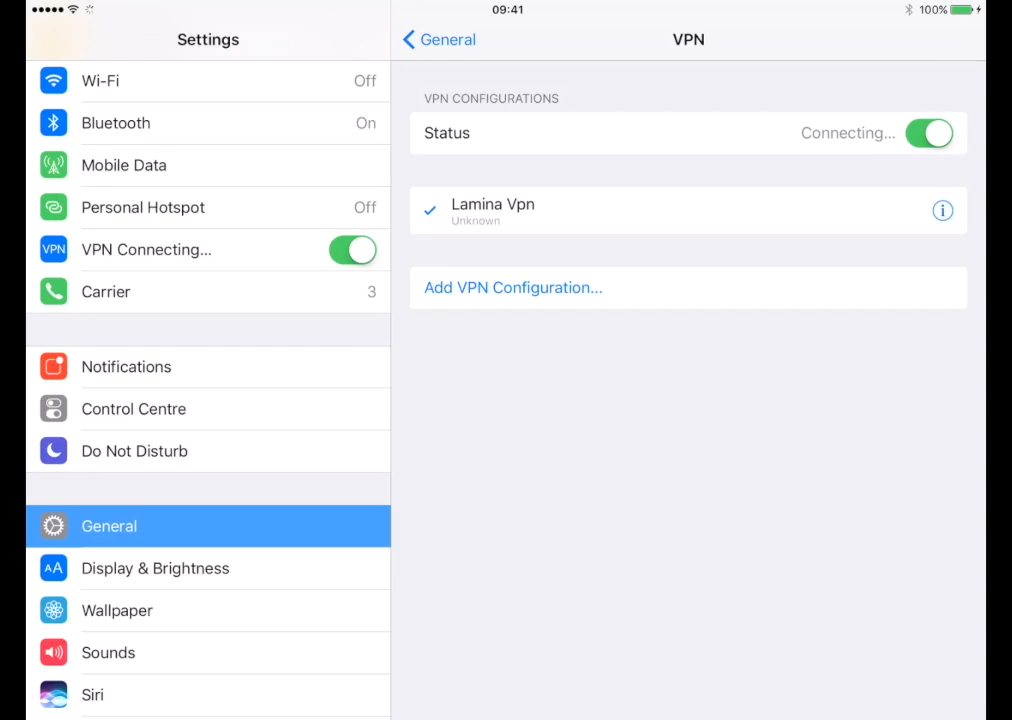 09:41
100%
Settings
General
VPN
Wi-Fi
Off
Bluetooth
On
Mobile Data
Personal Hotspot
Off
VPN
VPN Connecting...
Carrier
3
Notifications
Control Centre
Do Not Disturb
General
AA
Display & Brightness
Wallpaper
Sounds
Siri
VPN CONFIGURATIONS
Status
Connecting...
Lamina Vpn
Unknown
Add VPN Configuration...